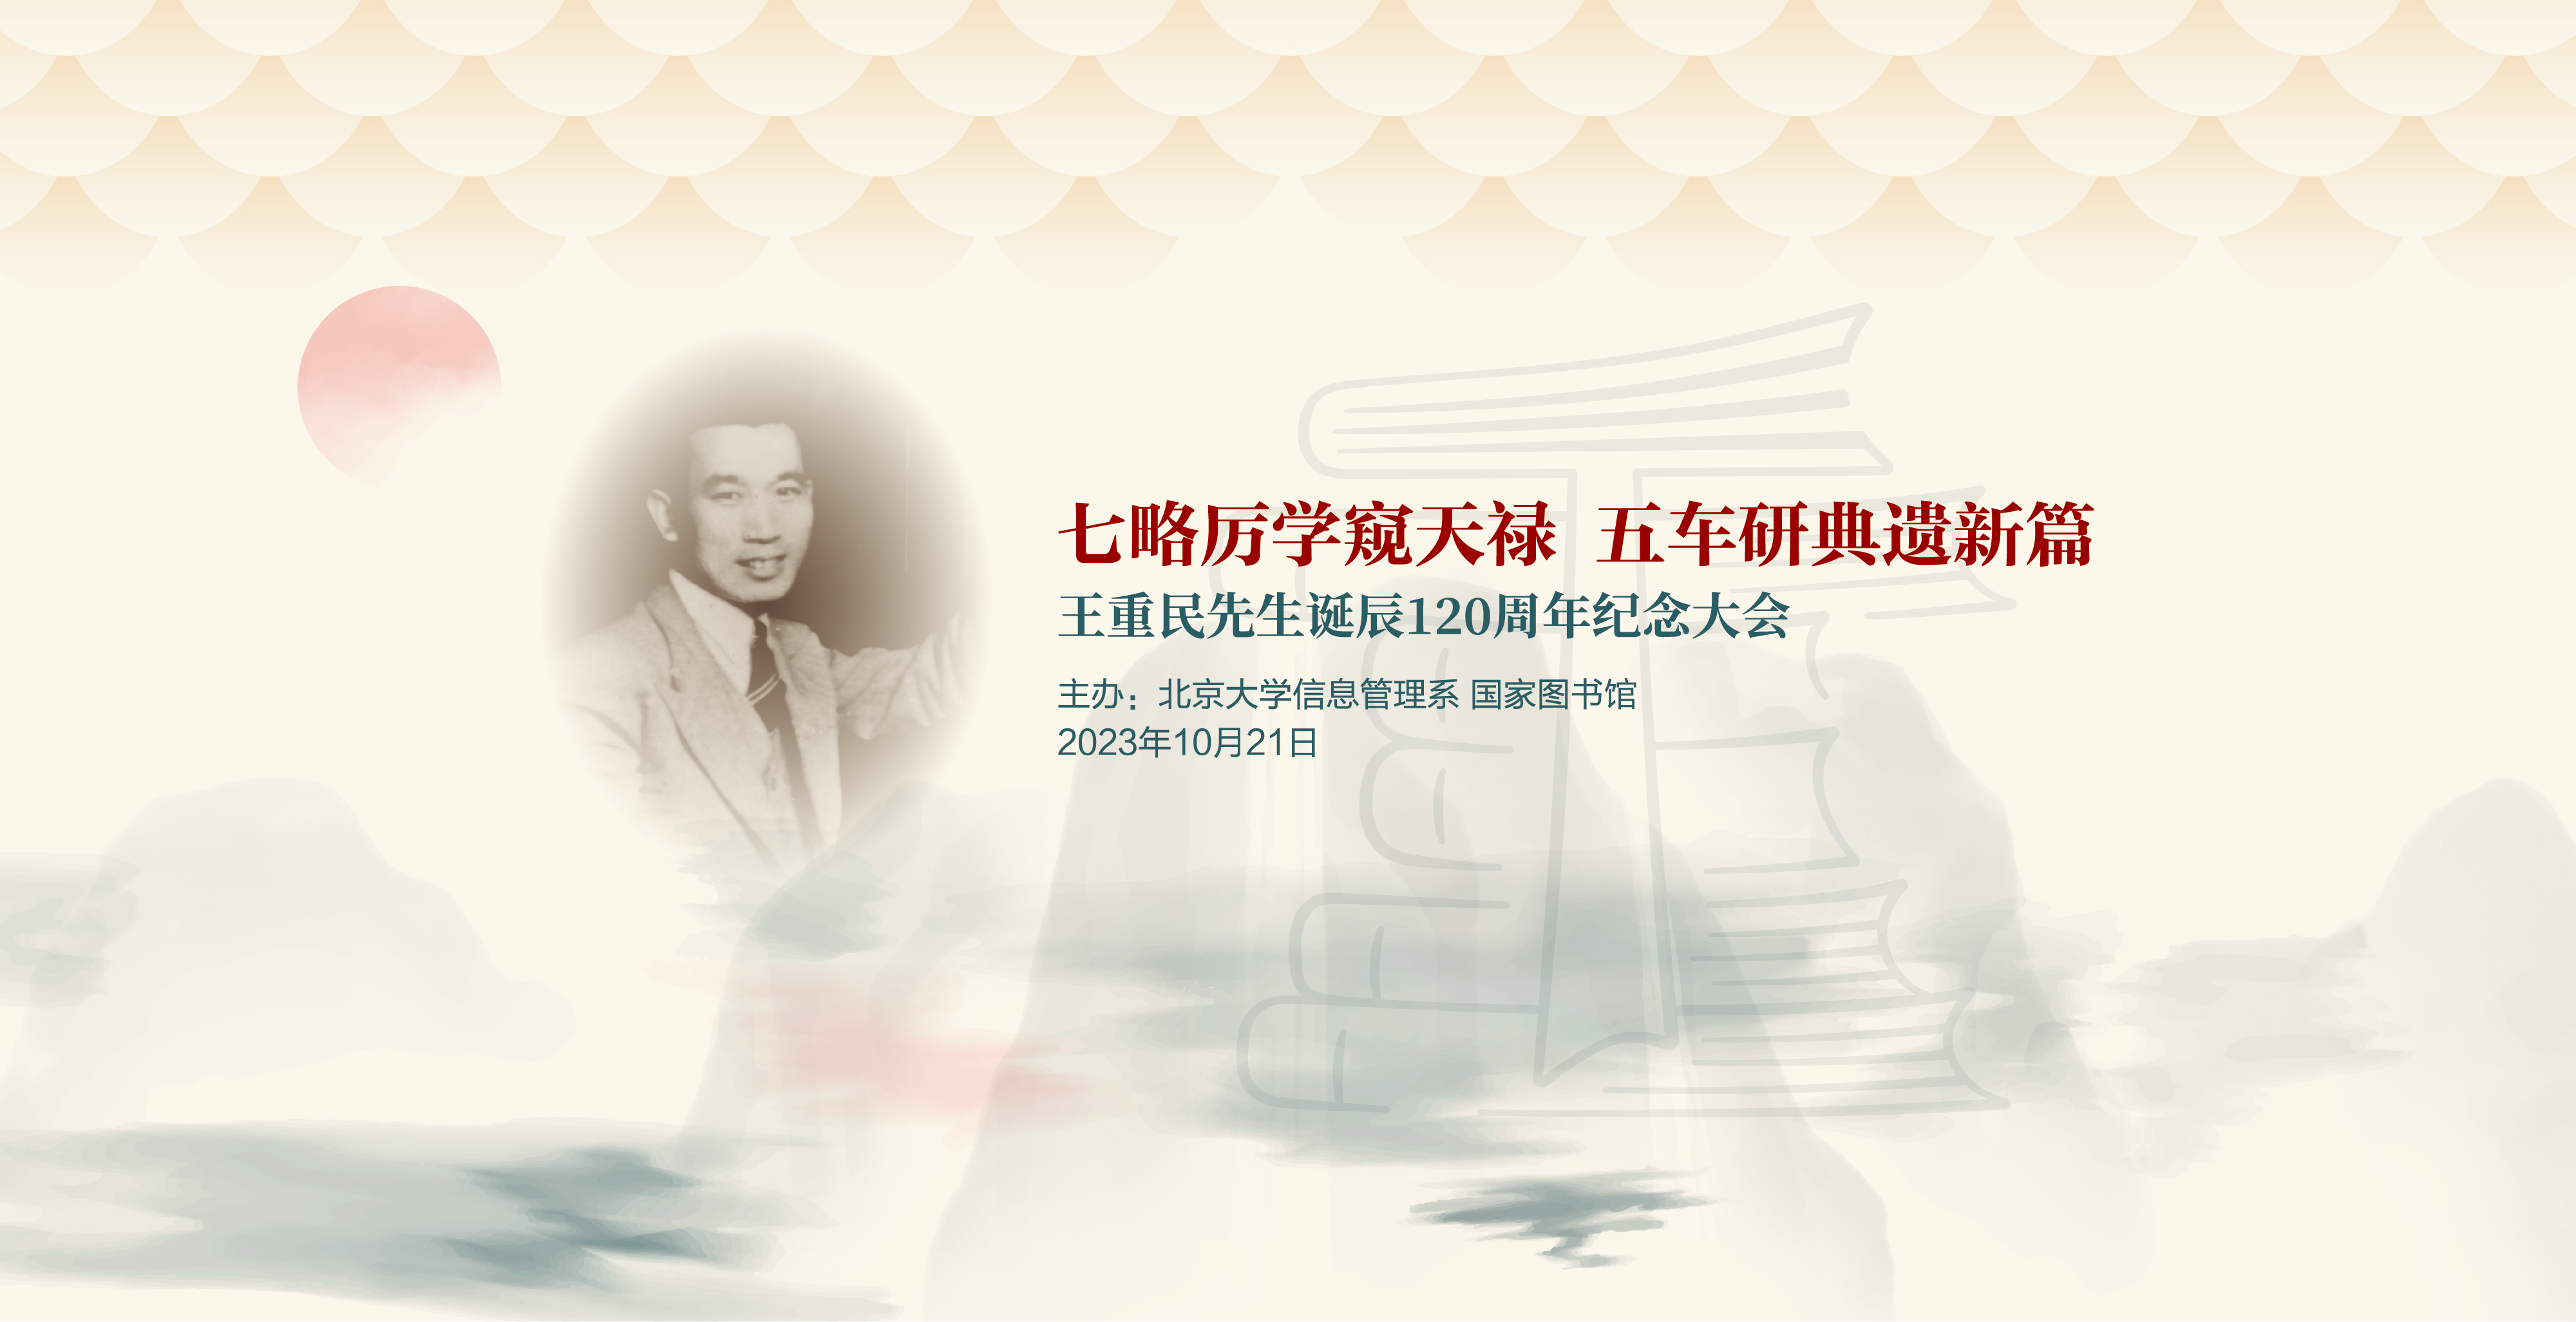 七略厉学窥天禄 五车研典遗新篇
王重民先生诞辰120周年纪念大会
主办：北京大学信息管理系 国家图书馆
2023年10月21日